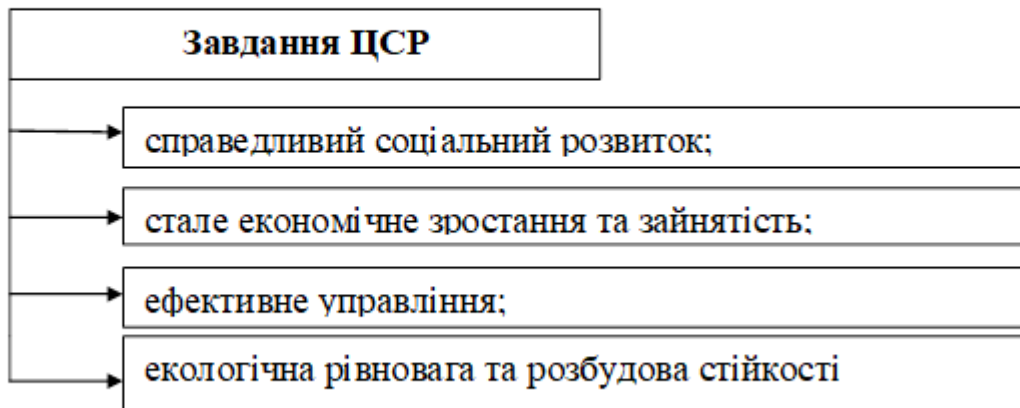 Завдання ЦСР
справедливий соціальний розвиток;
стале економічне зростання та зайнятість;
ефективне управління;
екологічна рівновага та розбудова стійкості